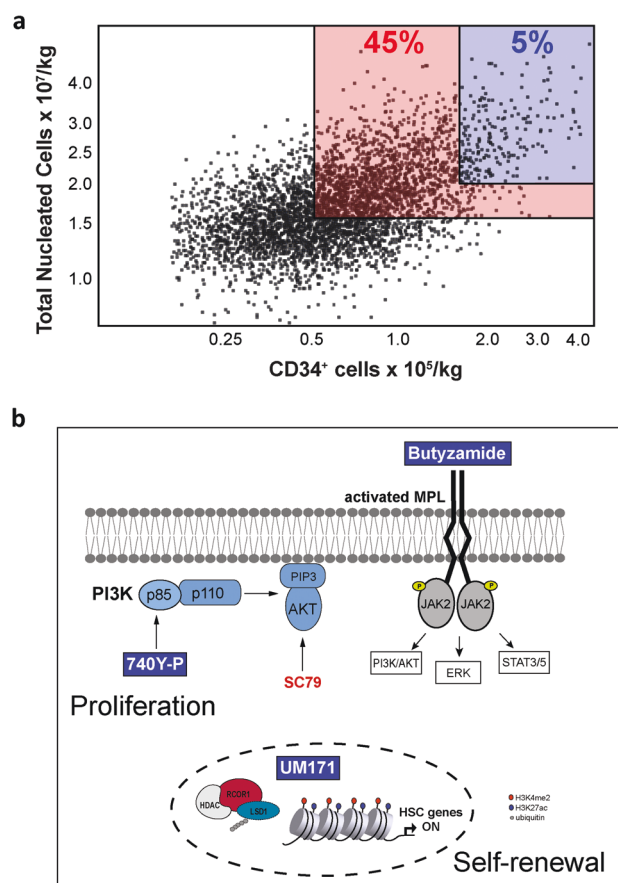 a
45%
5%
Total Nucleated Cells x 10⁷/kg
4.0
3.0
2.5
2.0
1.5
1.0
0.25
0.5
1.0
2.0
3.0
4.0
CD34⁺ cells x 10⁵/kg
b
Butyzamide
activated MPL
PI3K
p85
p110
PIP3
AKT
P
P
JAK2
JAK2
740Y-P
SC79
PI3K/AKT
ERK
STAT3/5
Proliferation
UM171
HDAC
RCOR1
LSD1
HSC genes
ON
H3K4me2
H3K27ac
ubiquitin
Self-renewal